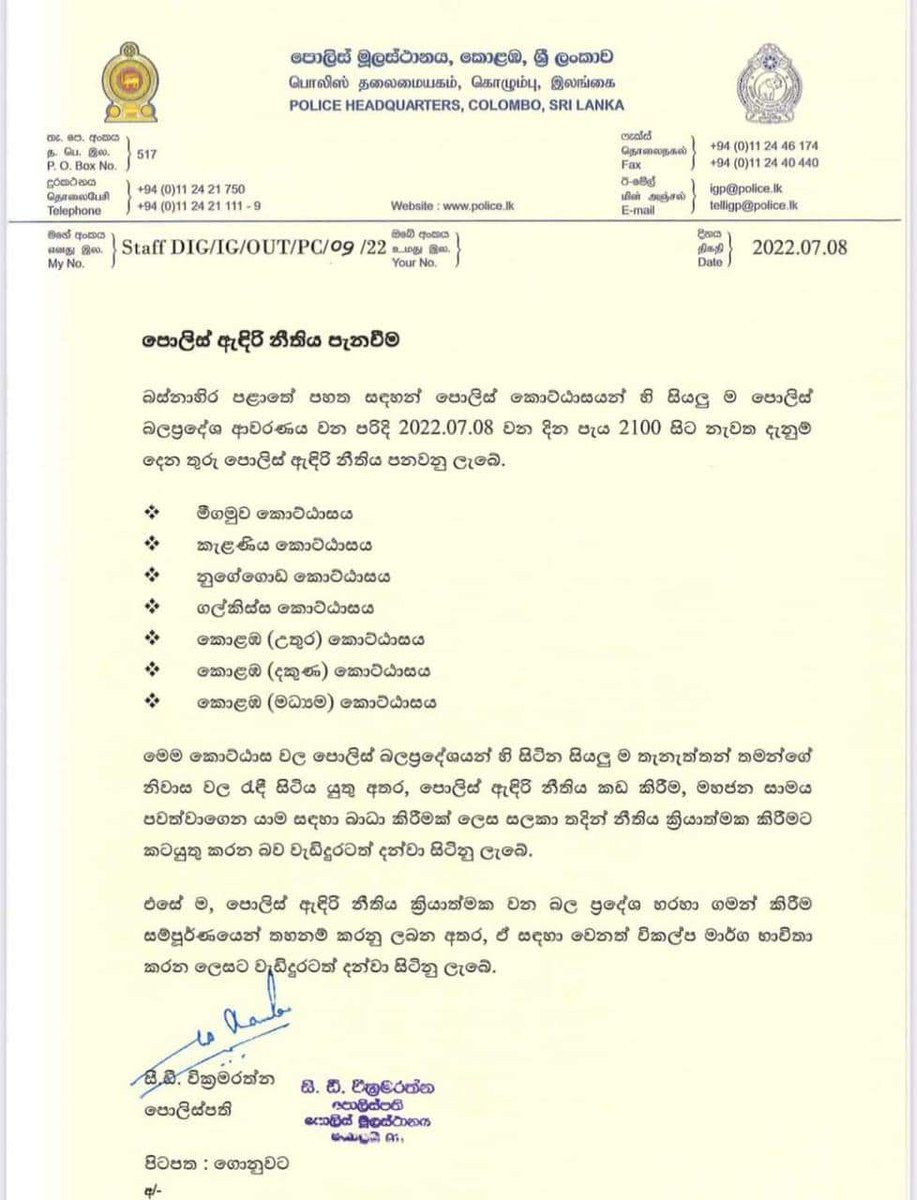 පොලිස් මූලස්ථානය, කොළඹ, ශ්‍රී ලංකාව
பொலிஸ் தலைமையகம், கொழும்பு, இலங்கை
POLICE HEADQUARTERS, COLOMBO, SRI LANKA
තැ. පෙ. අංකය
த. பெ. இல.
P. O. Box No.
517
ෆැක්ස්
தொலைநகல்
Fax
+94 (0)11 24 46 174
+94 (0)11 24 40 440
දුරකථනය
தொலைபேசி
Telephone
+94 (0)11 24 21 750
+94 (0)11 24 21 111 - 9
Website : www.police.lk
ඊ-මේල්
மின் அஞ்சல்
E-mail
igp@police.lk
telligp@police.lk
මගේ අංකය
எனது இல.
My No.
Staff DIG/IG/OUT/PC/09 /22
ඔබේ අංකය
உமது இல.
Your No.
දිනය
திகதி
Date
2022.07.08
පොලිස් ඇඳිරි නීතිය පැනවීම
බස්නාහිර පළාතේ පහත සඳහන් පොලිස් කොට්ඨාසයන් හි සියලු ම පොලිස්
බලප්‍රදේශ ආවරණය වන පරිදි 2022.07.08 වන දින පැය 2100 සිට නැවත දැනුම්
දෙන තුරු පොලිස් ඇඳිරි නීතිය පනවනු ලැබේ.
❖ මීගමුව කොට්ඨාසය
❖ කැළණිය කොට්ඨාසය
❖ නුගේගොඩ කොට්ඨාසය
❖ ගල්කිස්ස කොට්ඨාසය
❖ කොළඹ (උතුර) කොට්ඨාසය
❖ කොළඹ (දකුණ) කොට්ඨාසය
❖ කොළඹ (මධ්‍යම) කොට්ඨාසය
මෙම කොට්ඨාස වල පොලිස් බලප්‍රදේශයන් හි සිටින සියලු ම තැනැත්තන් තමන්ගේ
නිවාස වල රැඳී සිටිය යුතු අතර, පොලිස් ඇඳිරි නීතිය කඩ කිරීම, මහජන සාමය
පවත්වාගෙන යාම සඳහා බාධා කිරීමක් ලෙස සලකා තදින් නීතිය ක්‍රියාත්මක කිරීමට
කටයුතු කරන බව වැඩිදුරටත් දන්වා සිටිනු ලැබේ.
එසේ ම, පොලිස් ඇඳිරි නීතිය ක්‍රියාත්මක වන බල ප්‍රදේශ හරහා ගමන් කිරීම
සම්පූර්ණයෙන් තහනම් කරනු ලබන අතර, ඒ සඳහා වෙනත් විකල්ප මාර්ග භාවිතා
කරන ලෙසට වැඩිදුරටත් දන්වා සිටිනු ලැබේ.
සී.ඩී. වික්‍රමරත්න
පොලිස්පති
සී. ඩී. වික්‍රමරත්න
පොලිස්පති
පොලිස් මූලස්ථානය
පිටපත : ගොනුවට
අ/-